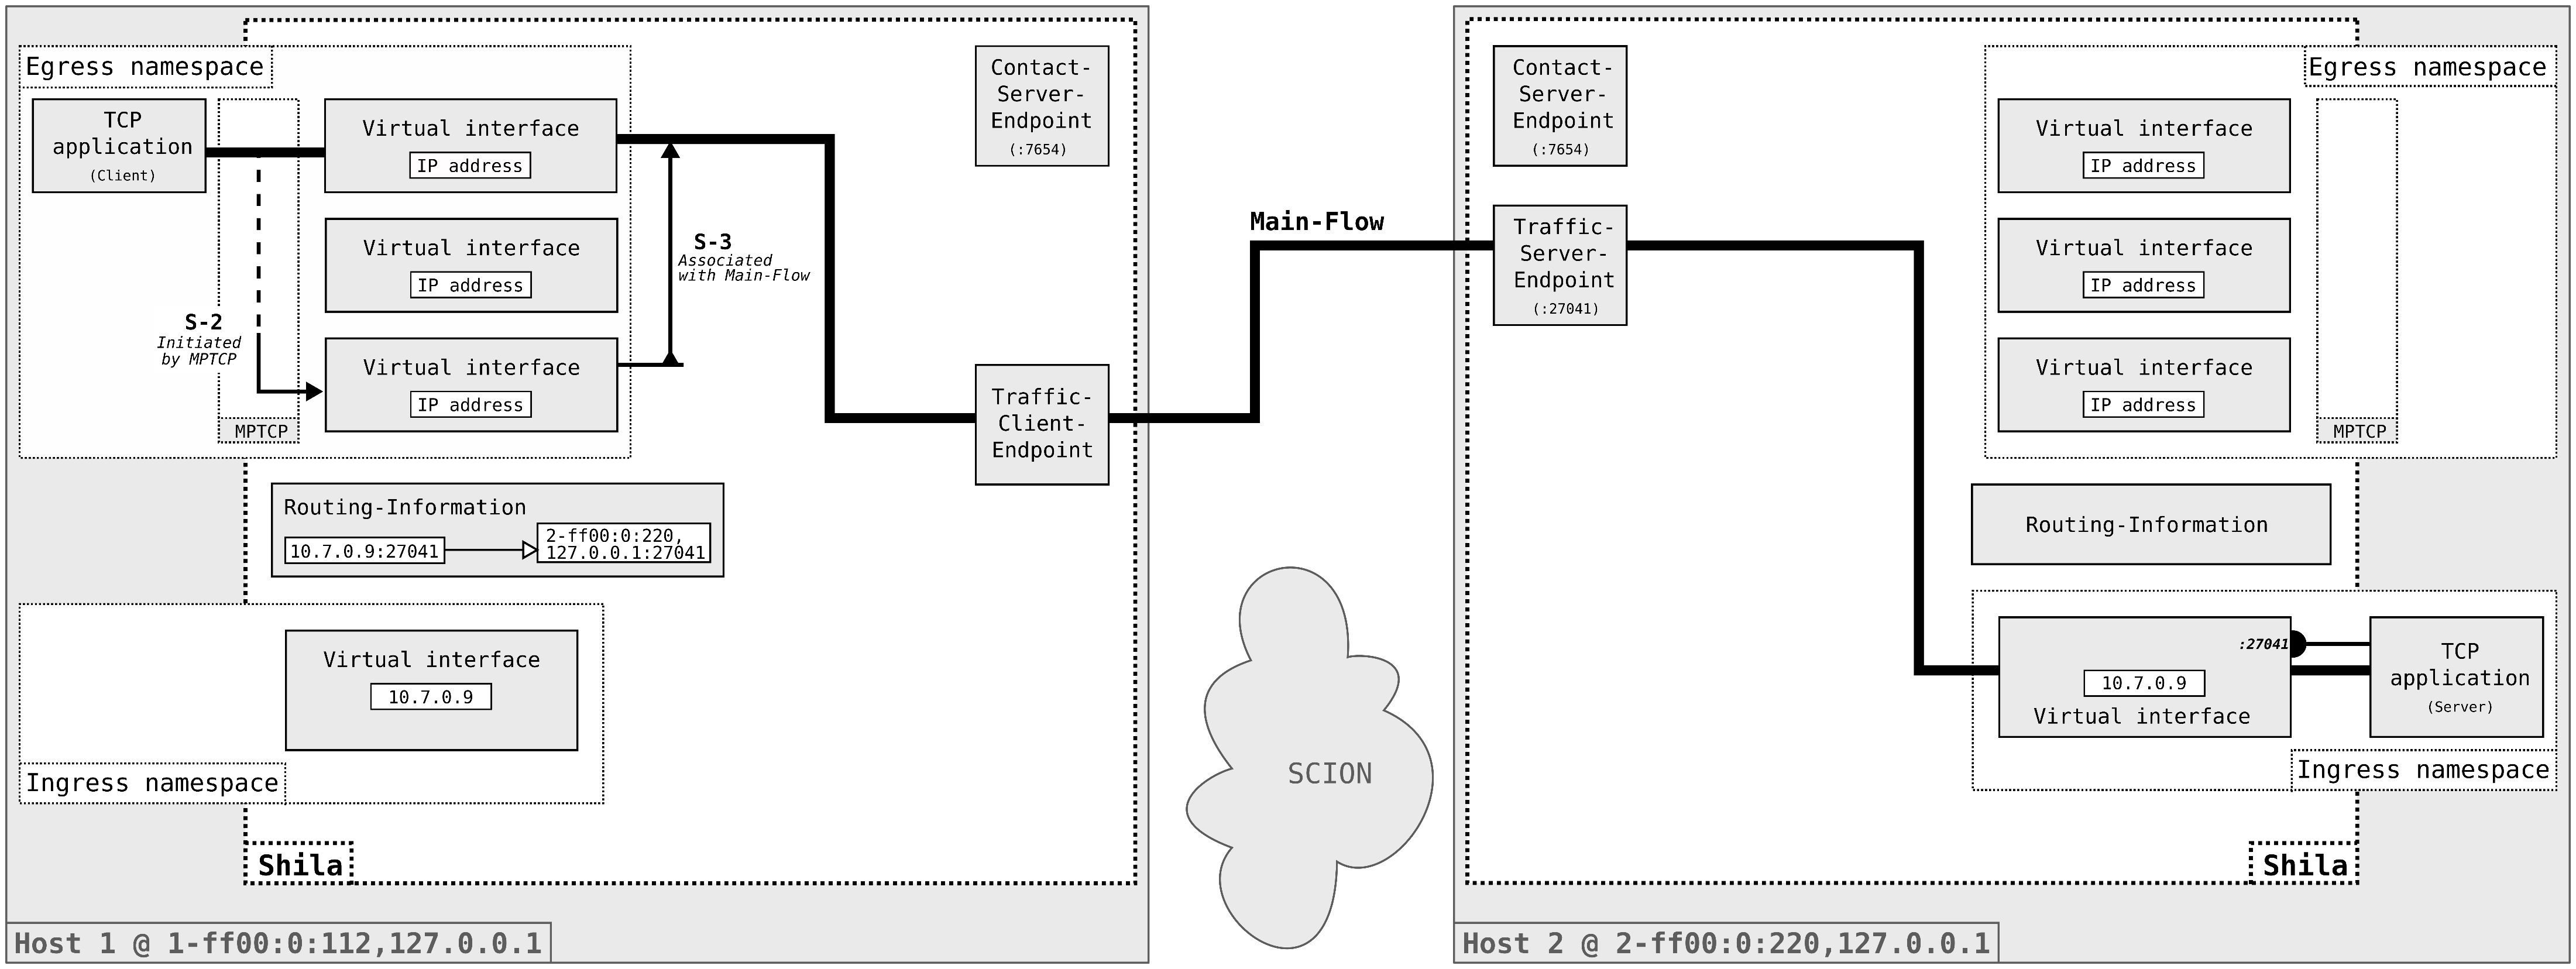 Egress namespace
TCP
application
(Client)
Virtual interface
IP address
Virtual interface
IP address
Virtual interface
IP address
MPTCP
S-2
Initiated
by MPTCP
S-3
Associated
with Main-Flow
Contact-
Server-
Endpoint
(:7654)
Traffic-
Client-
Endpoint
Routing-Information
10.7.0.9:27041
2-ff00:0:220,
127.0.0.1:27041
Virtual interface
10.7.0.9
Ingress namespace
Shila
Host 1 @ 1-ff00:0:112,127.0.0.1
Main-Flow
SCION
Contact-
Server-
Endpoint
(:7654)
Traffic-
Server-
Endpoint
(:27041)
Egress namespace
Virtual interface
IP address
Virtual interface
IP address
Virtual interface
IP address
MPTCP
Routing-Information
:27041
10.7.0.9
Virtual interface
TCP
application
(Server)
Ingress namespace
Shila
Host 2 @ 2-ff00:0:220,127.0.0.1